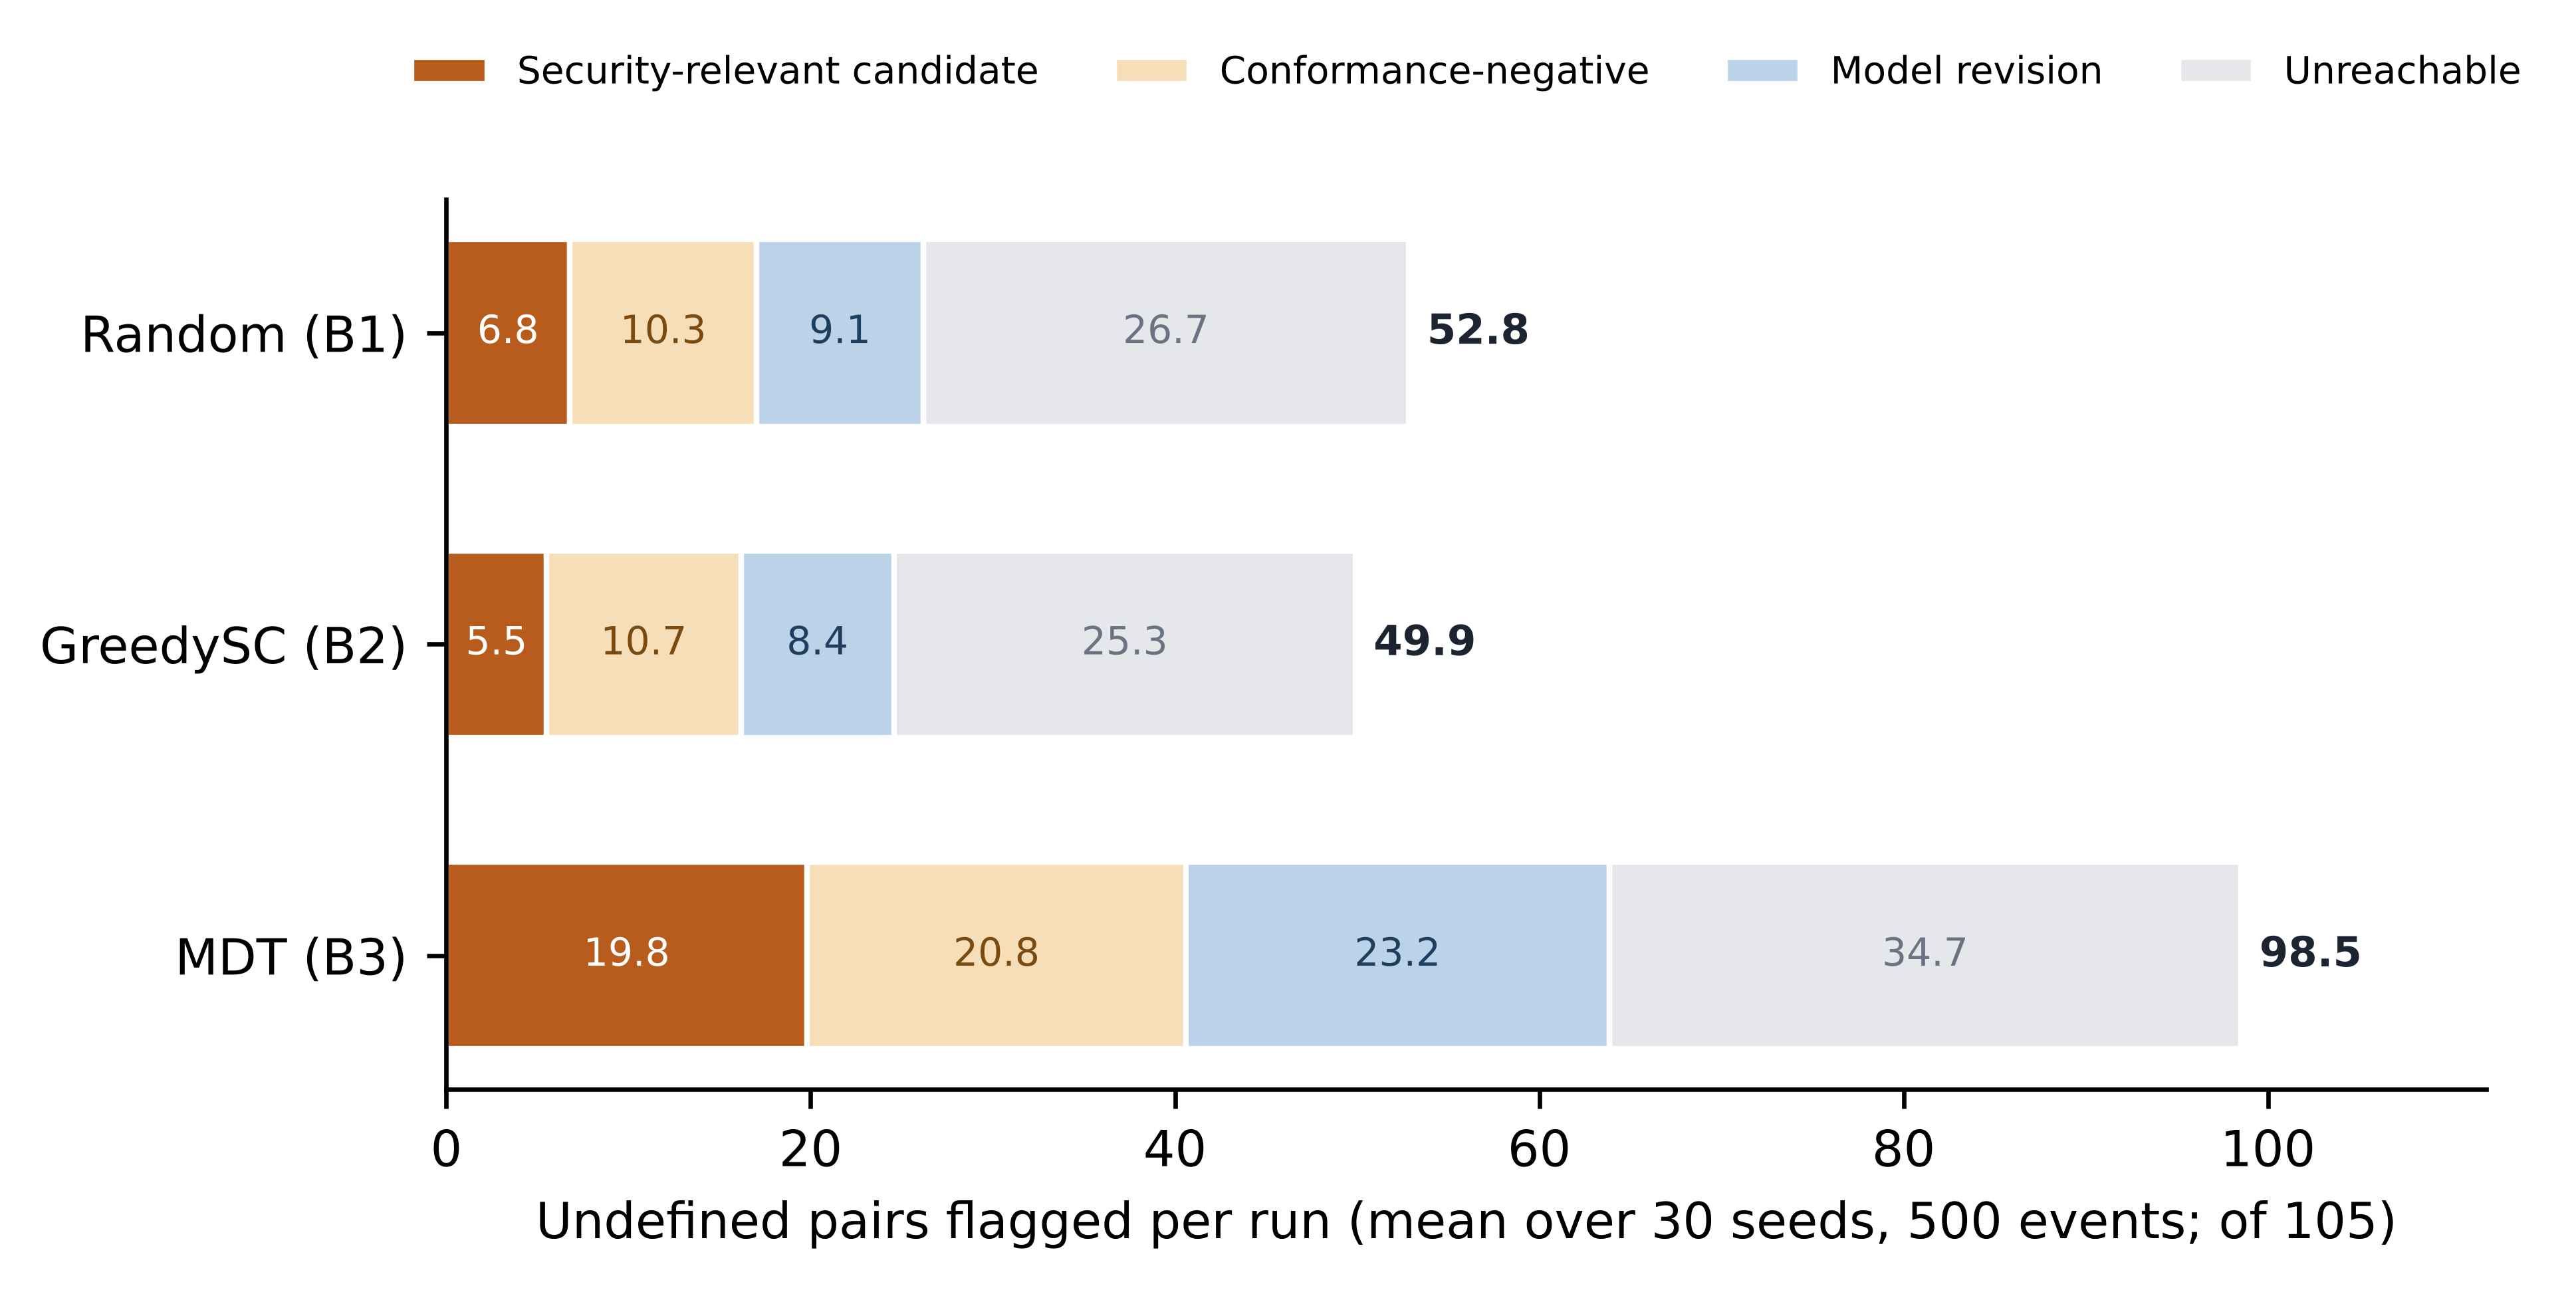 Security-relevant candidate Conformance-negative Model revision Unreachable
Random (B1) 6.8 10.3 9.1 26.7 52.8
GreedySC (B2) 5.5 10.7 8.4 25.3 49.9
MDT (B3) 19.8 20.8 23.2 34.7 98.5
0 20 40 60 80 100
Undefined pairs flagged per run (mean over 30 seeds, 500 events; of 105)